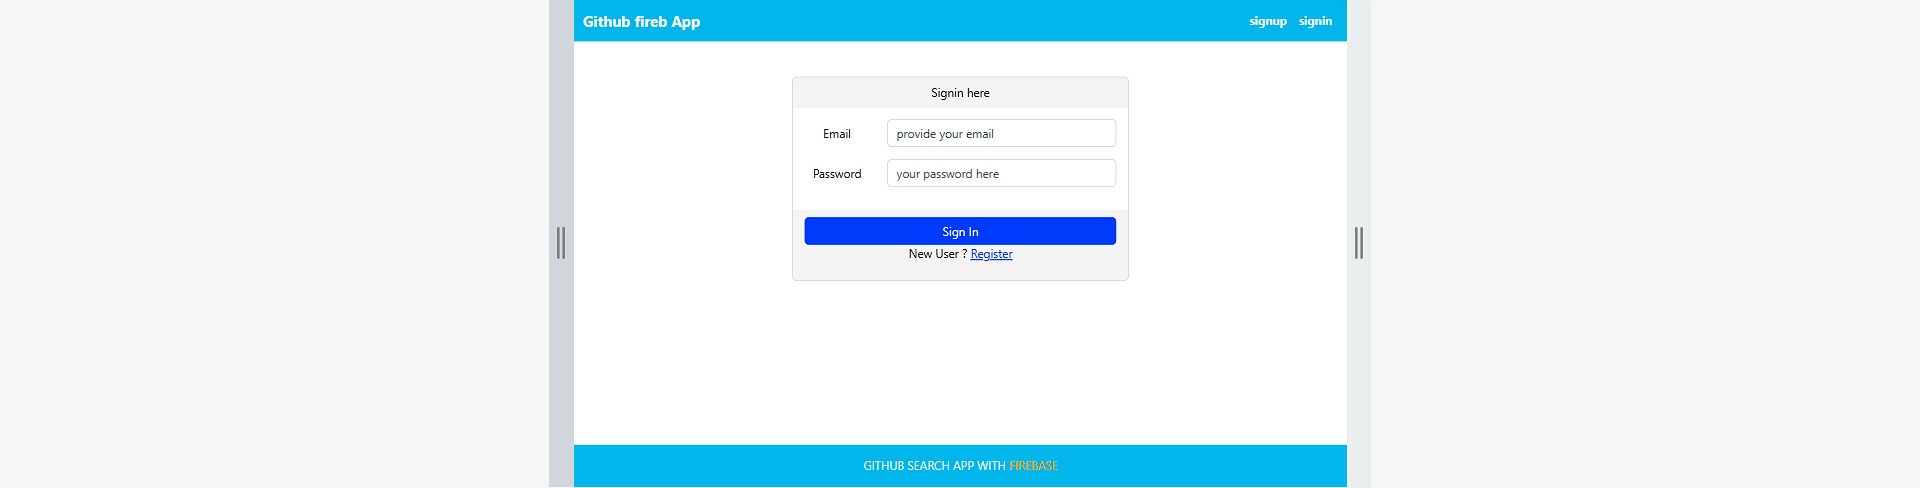 Github fireb App
signup signin
Signin here
Email provide your email
Password your password here
Sign In
New User ? Register
GITHUB SEARCH APP WITH FIREBASE